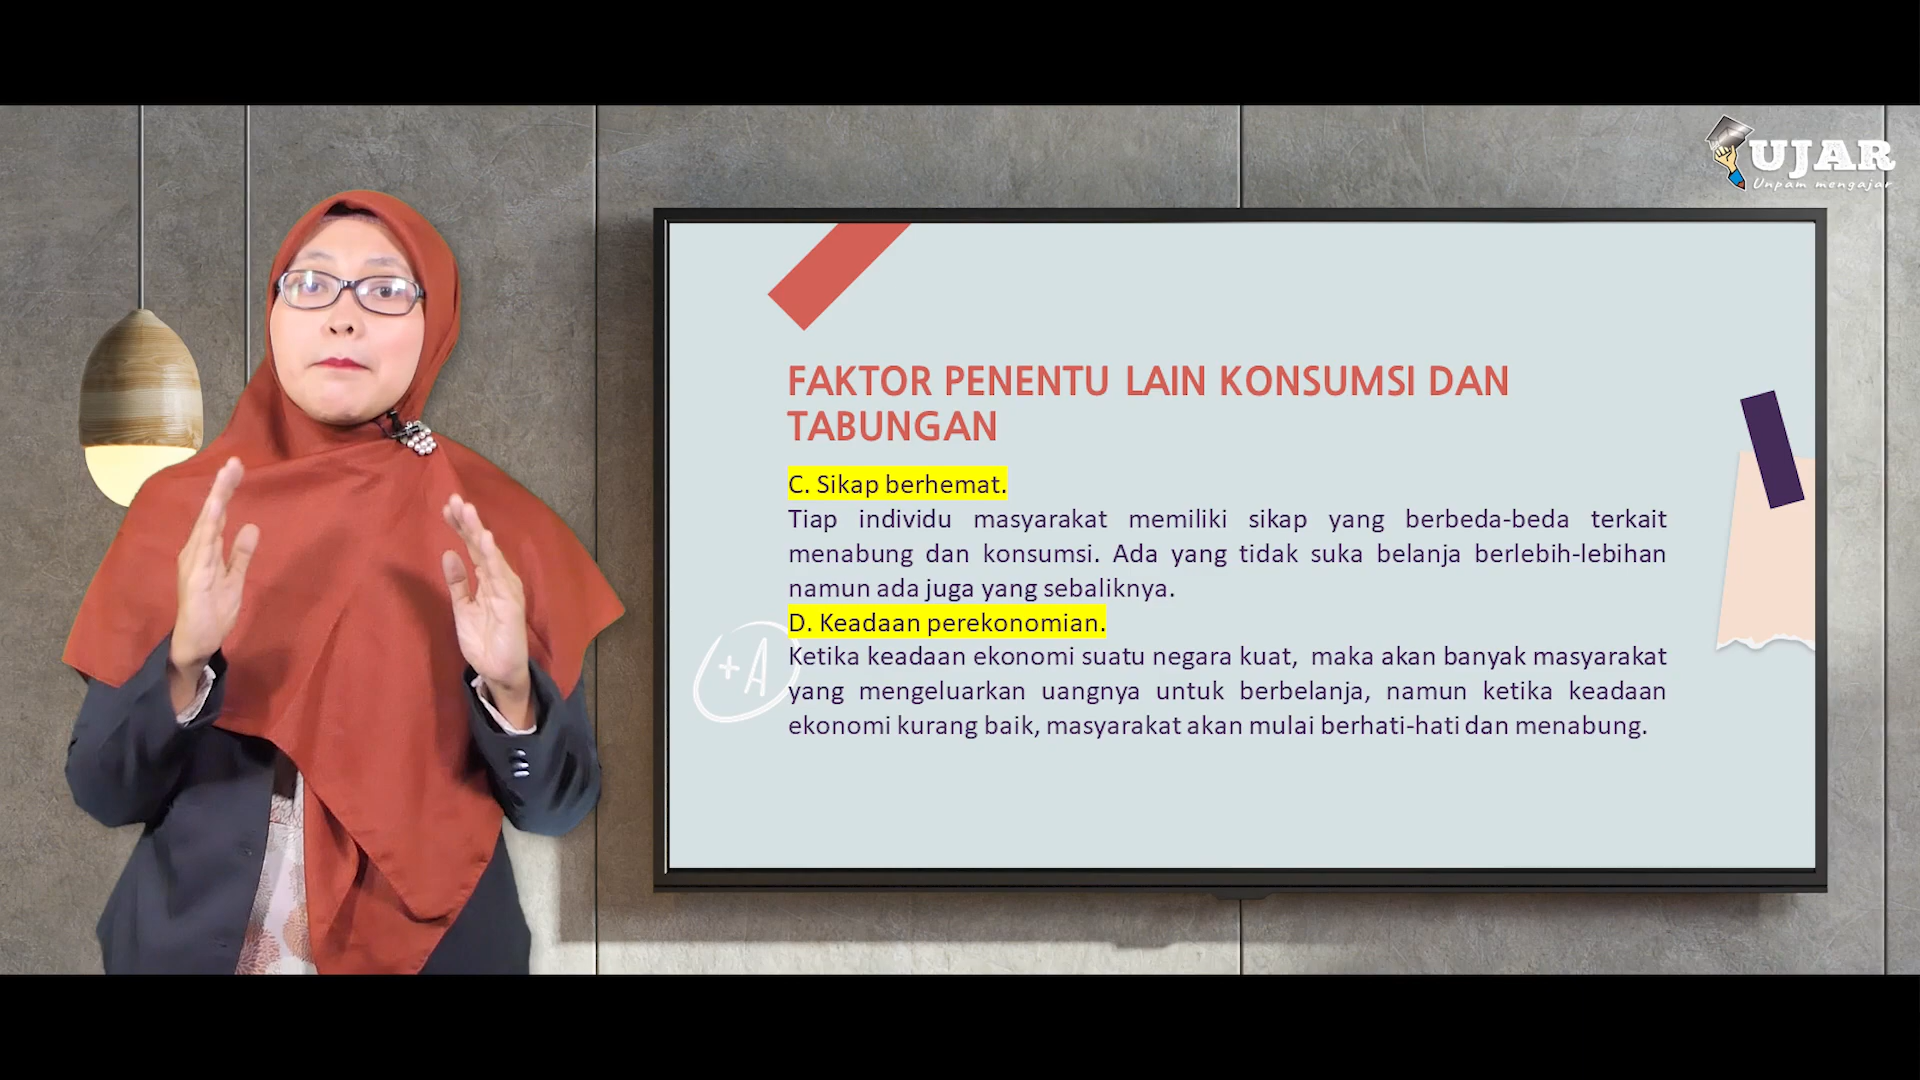 UJAR
Unpam mengajar
FAKTOR PENENTU LAIN KONSUMSI DAN
TABUNGAN
C. Sikap berhemat.
Tiap individu masyarakat memiliki sikap yang berbeda-beda terkait
menabung dan konsumsi. Ada yang tidak suka belanja berlebih-lebihan
namun ada juga yang sebaliknya.
D. Keadaan perekonomian.
Ketika keadaan ekonomi suatu negara kuat, maka akan banyak masyarakat
yang mengeluarkan uangnya untuk berbelanja, namun ketika keadaan
ekonomi kurang baik, masyarakat akan mulai berhati-hati dan menabung.
+A